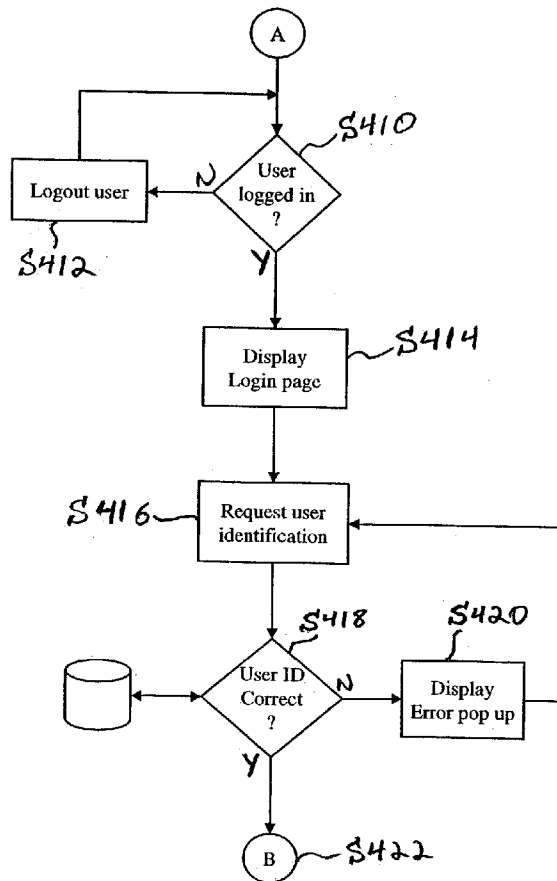 A
S410
User
logged in
?
N
Logout user
S412
Y
Display
Login page
S414
S416
Request user
identification
S418
User ID
Correct
?
N
S420
Display
Error pop up
Y
B
S422